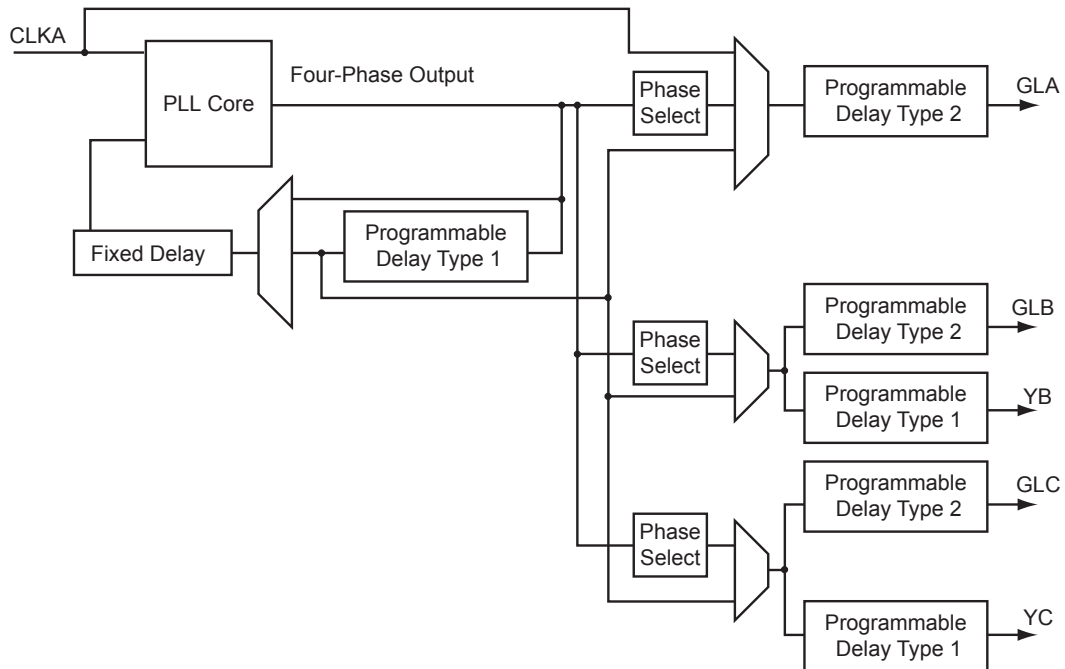 CLKA
PLL Core
Four-Phase Output
Phase
Select
Programmable
Delay Type 2
GLA
Fixed Delay
Programmable
Delay Type 1
Phase
Select
Programmable
Delay Type 2
GLB
Programmable
Delay Type 1
YB
Phase
Select
Programmable
Delay Type 2
GLC
Programmable
Delay Type 1
YC